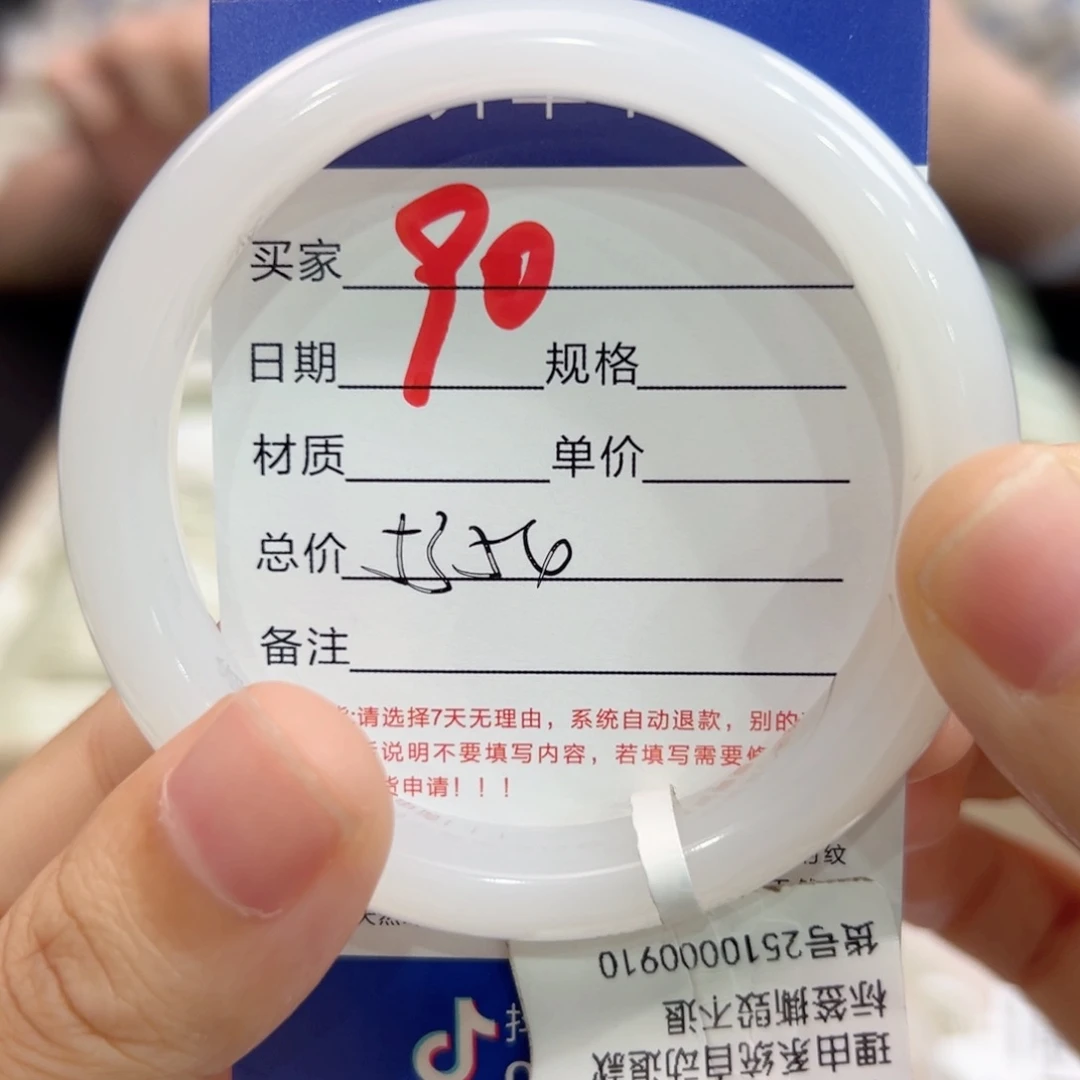 90
买家
日期 规格
材质 单价
总价
备注
请选择7天无理由，系统自动退款，别的
说明不要填写内容，若填写需要修
货申请！！！
纹
货号2510000910
标签撕毁不退
理由系统自动退款